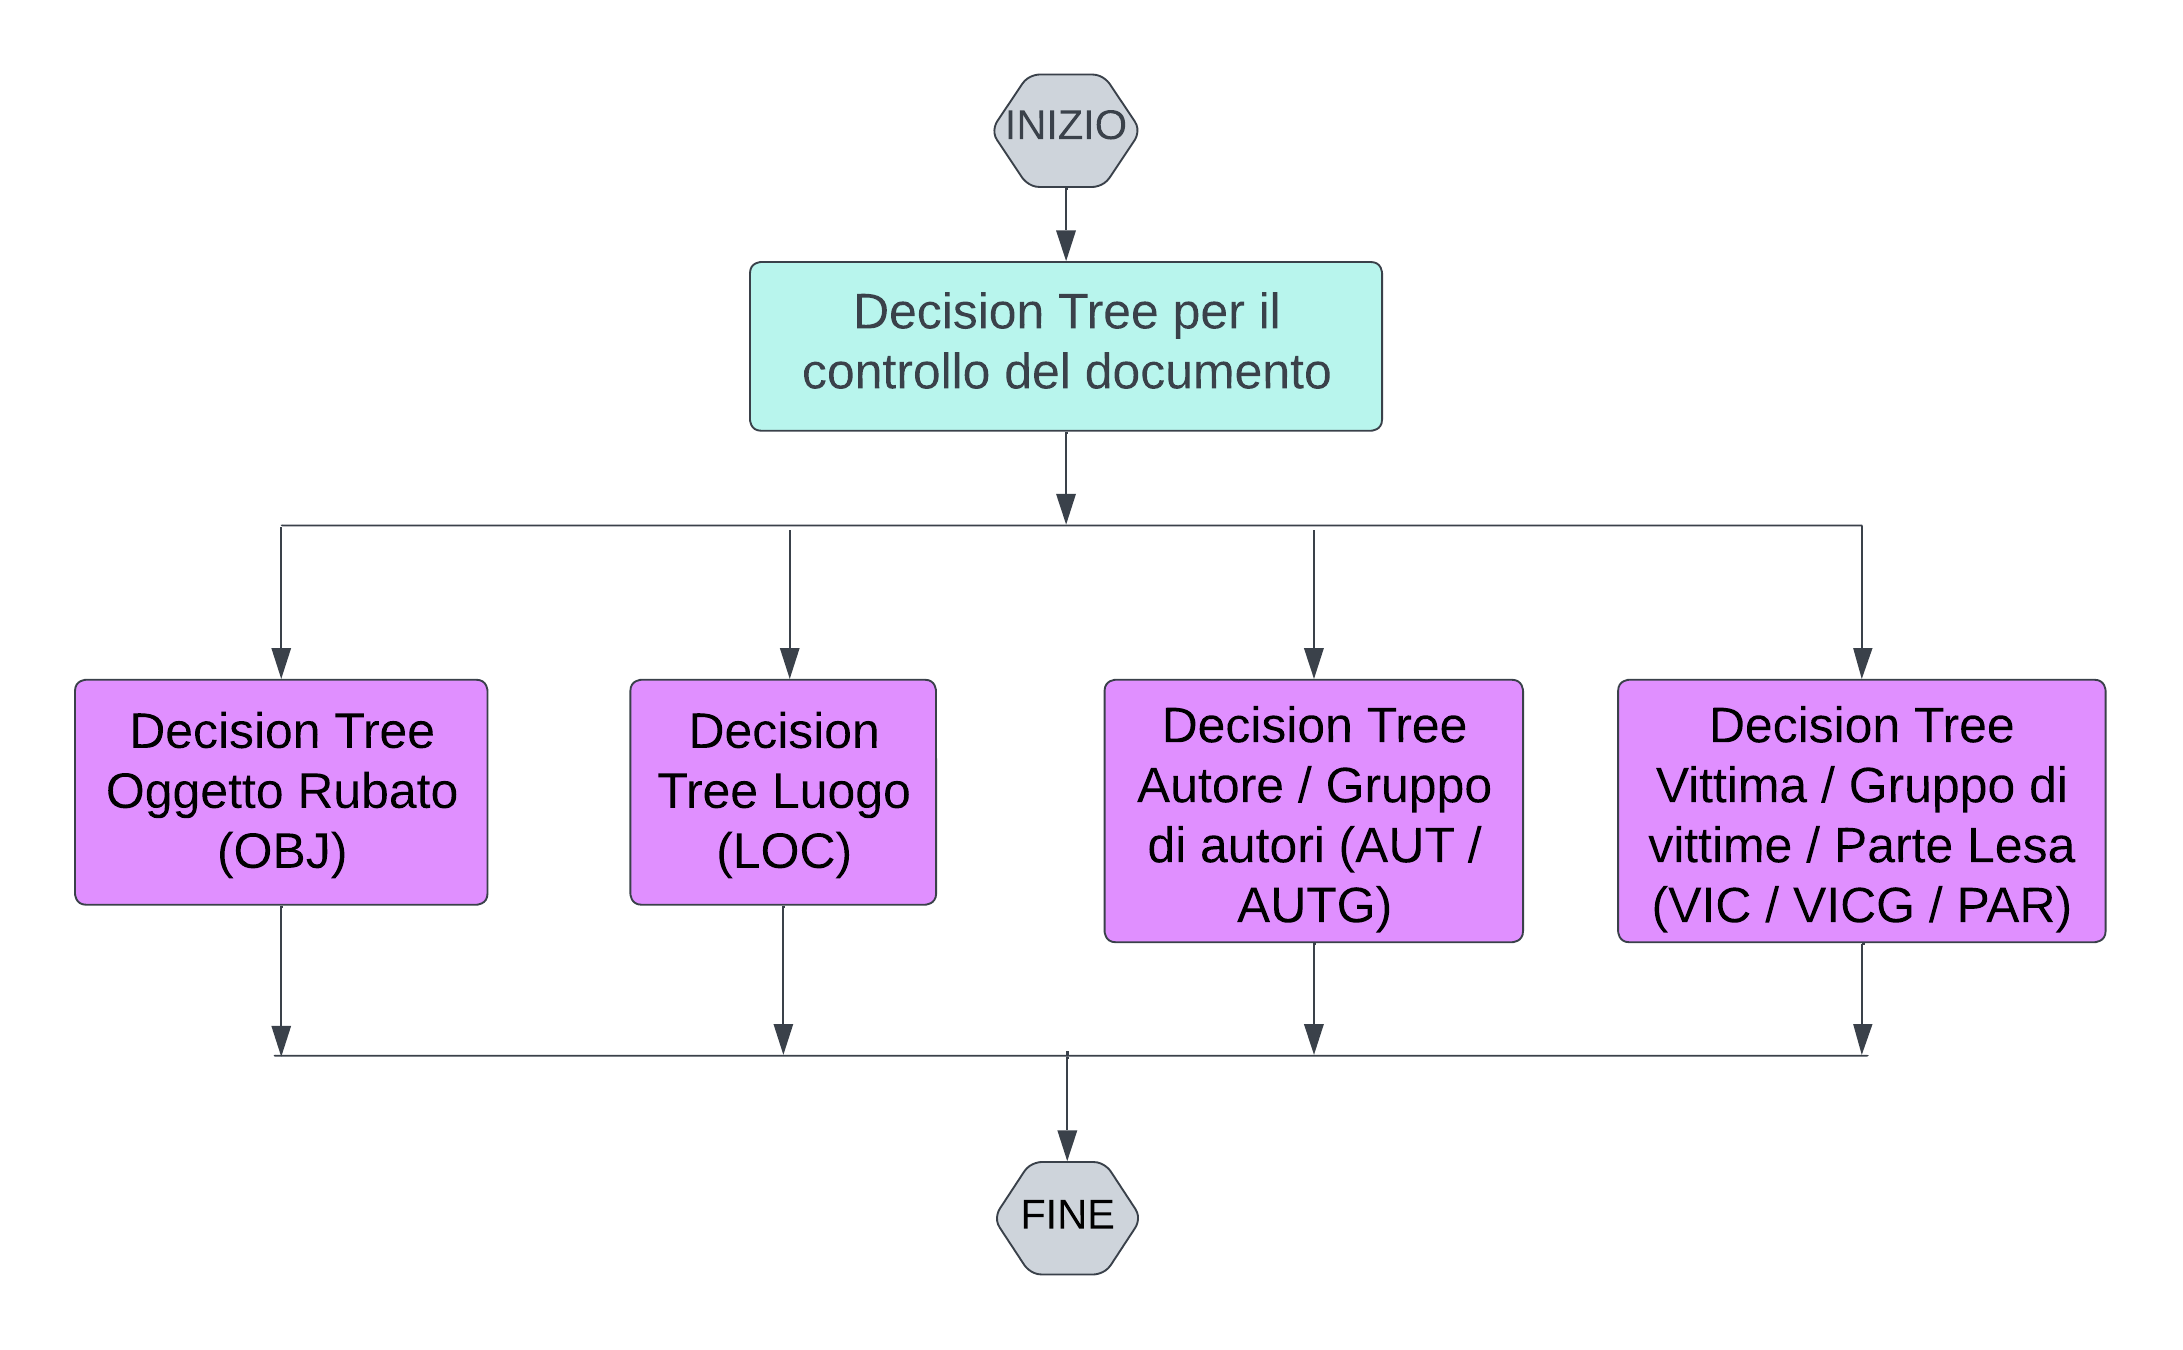 INIZIO
Decision Tree per il
controllo del documento
Decision Tree
Oggetto Rubato
(OBJ)
Decision
Tree Luogo
(LOC)
Decision Tree
Autore / Gruppo
di autori (AUT /
AUTG)
Decision Tree
Vittima / Gruppo di
vittime / Parte Lesa
(VIC / VICG / PAR)
FINE